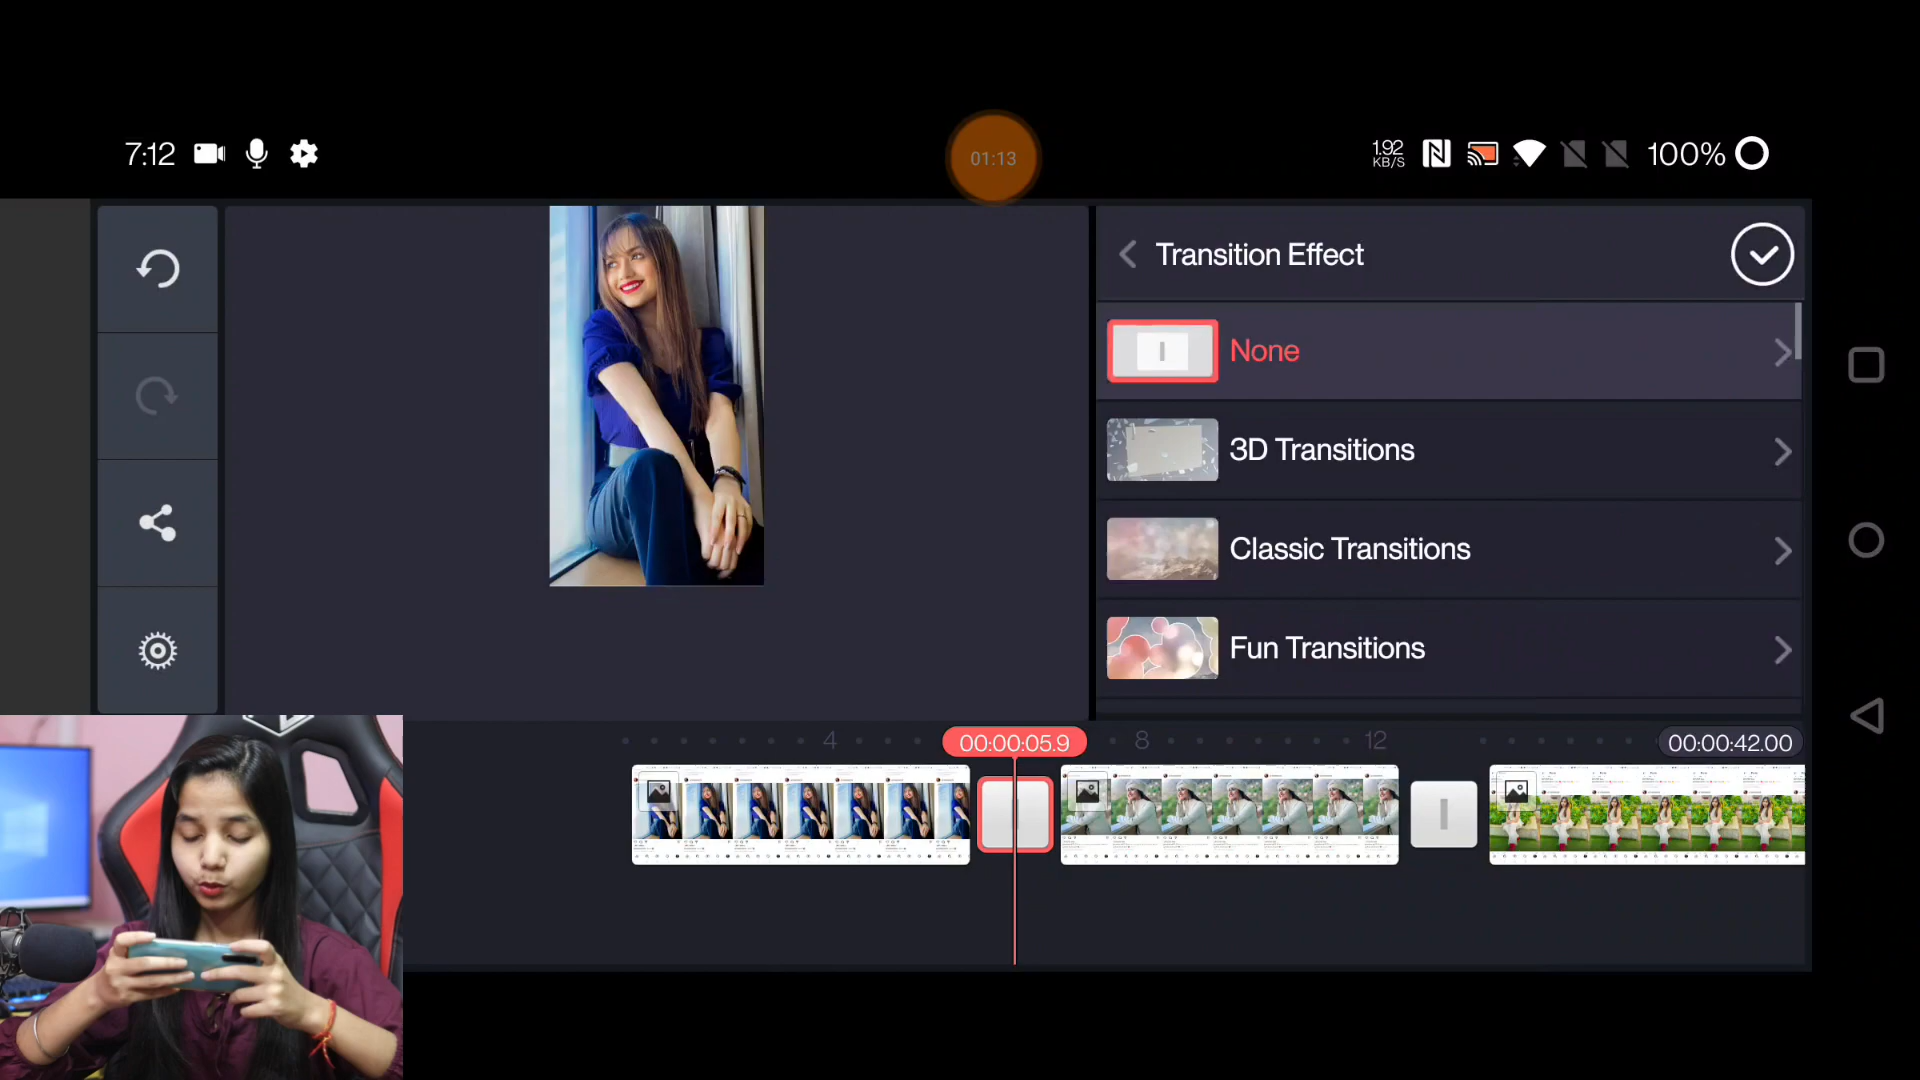 7:12
01:13
1.92
KB/S
100%
Transition Effect
None
3D Transitions
Classic Transitions
Fun Transitions
4
00:00:05.9
8
12
00:00:42.00